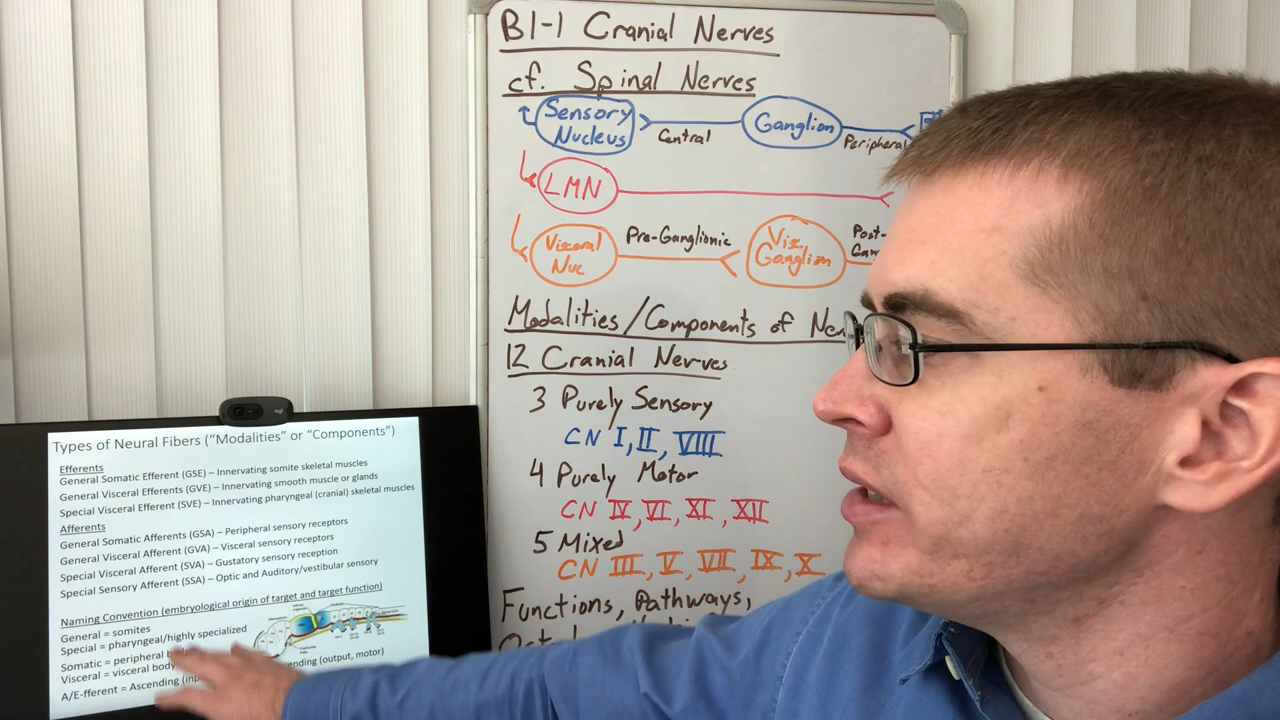 B1-1 Cranial Nerves
cf. Spinal Nerves
Sensory
Nucleus
Central
Ganglion
Peripheral
LMN
Visceral
Nuc
Pre-Ganglionic
Visc.
Ganglion
Post-
Modalities/Components of
12 Cranial Nerves
3 Purely Sensory
CN I, II, VIII
4 Purely Motor
CN IV, VI, XI, XII
5 Mixed
CN III, V, VII, IX, X
Functions, Pathways,
Types of Neural Fibers (“Modalities” or “Components”)
Efferents
General Somatic Efferent (GSE) – Innervating somite skeletal muscles
General Visceral Efferents (GVE) – Innervating smooth muscle or glands
Special Visceral Efferent (SVE) – Innervating pharyngeal (cranial) skeletal muscles
Afferents
General Somatic Afferents (GSA) – Peripheral sensory receptors
General Visceral Afferent (GVA) – Visceral sensory receptors
Special Visceral Afferent (SVA) – Gustatory sensory reception
Special Sensory Afferent (SSA) – Optic and Auditory/vestibular sensory
Naming Convention (embryological origin of target and target function)
General = somites
Special = pharyngeal/highly specialized
Somatic = peripheral
Visceral = visceral body
A/E-fferent = Ascending (output, motor)